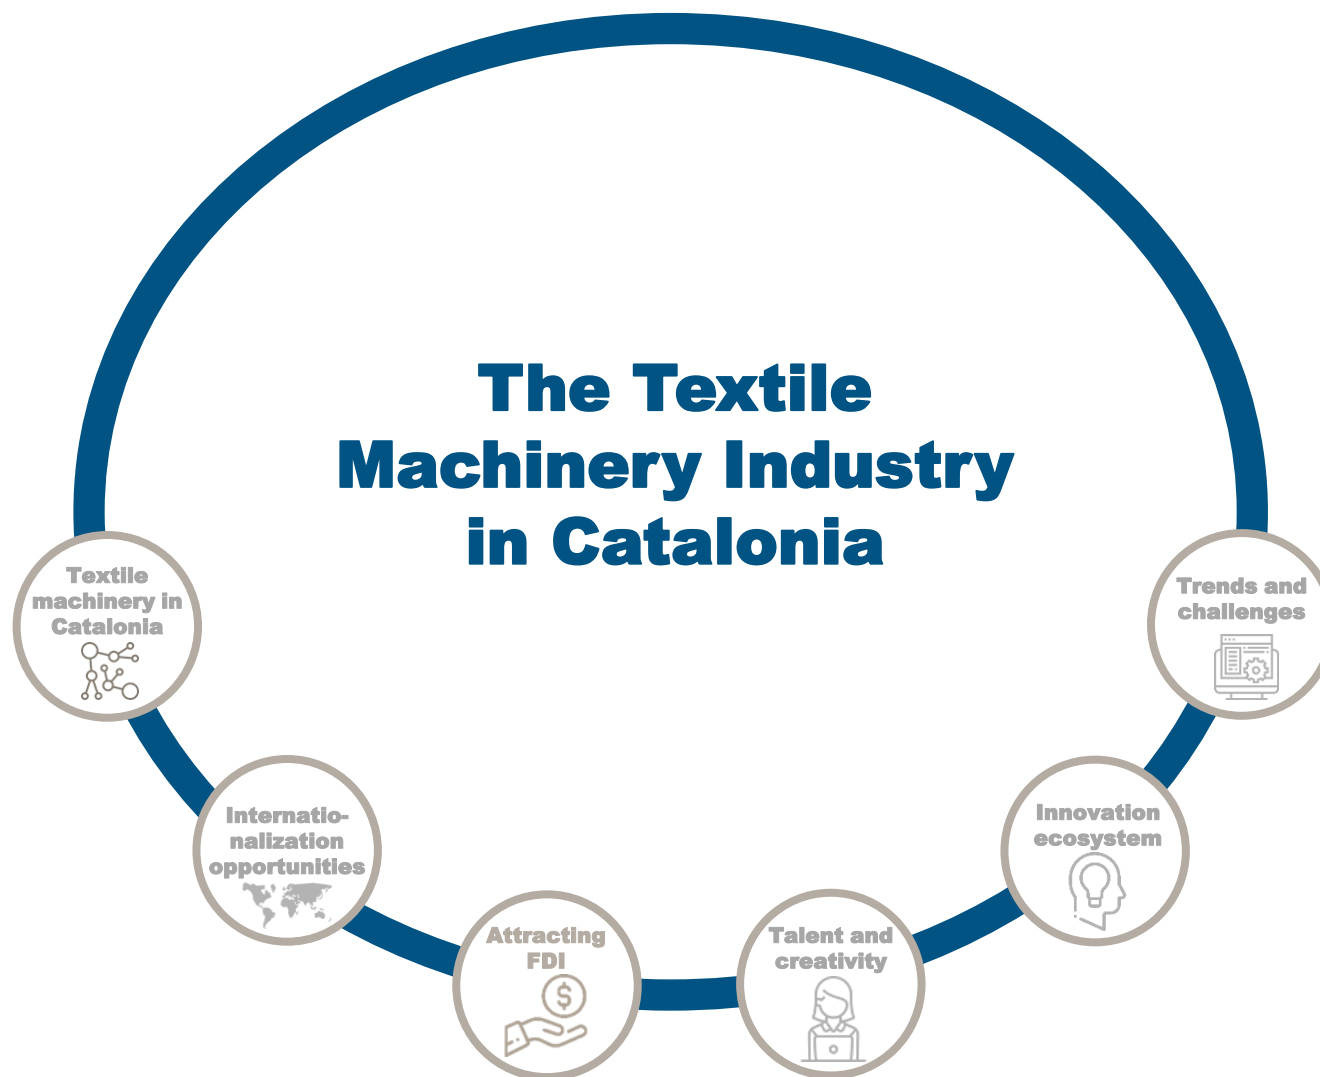 The Textile
Machinery Industry
in Catalonia
Textile
machinery in
Catalonia
Internatio-
nalization
opportunities
Attracting
FDI
$
Talent and
creativity
Innovation
ecosystem
Trends and
challenges